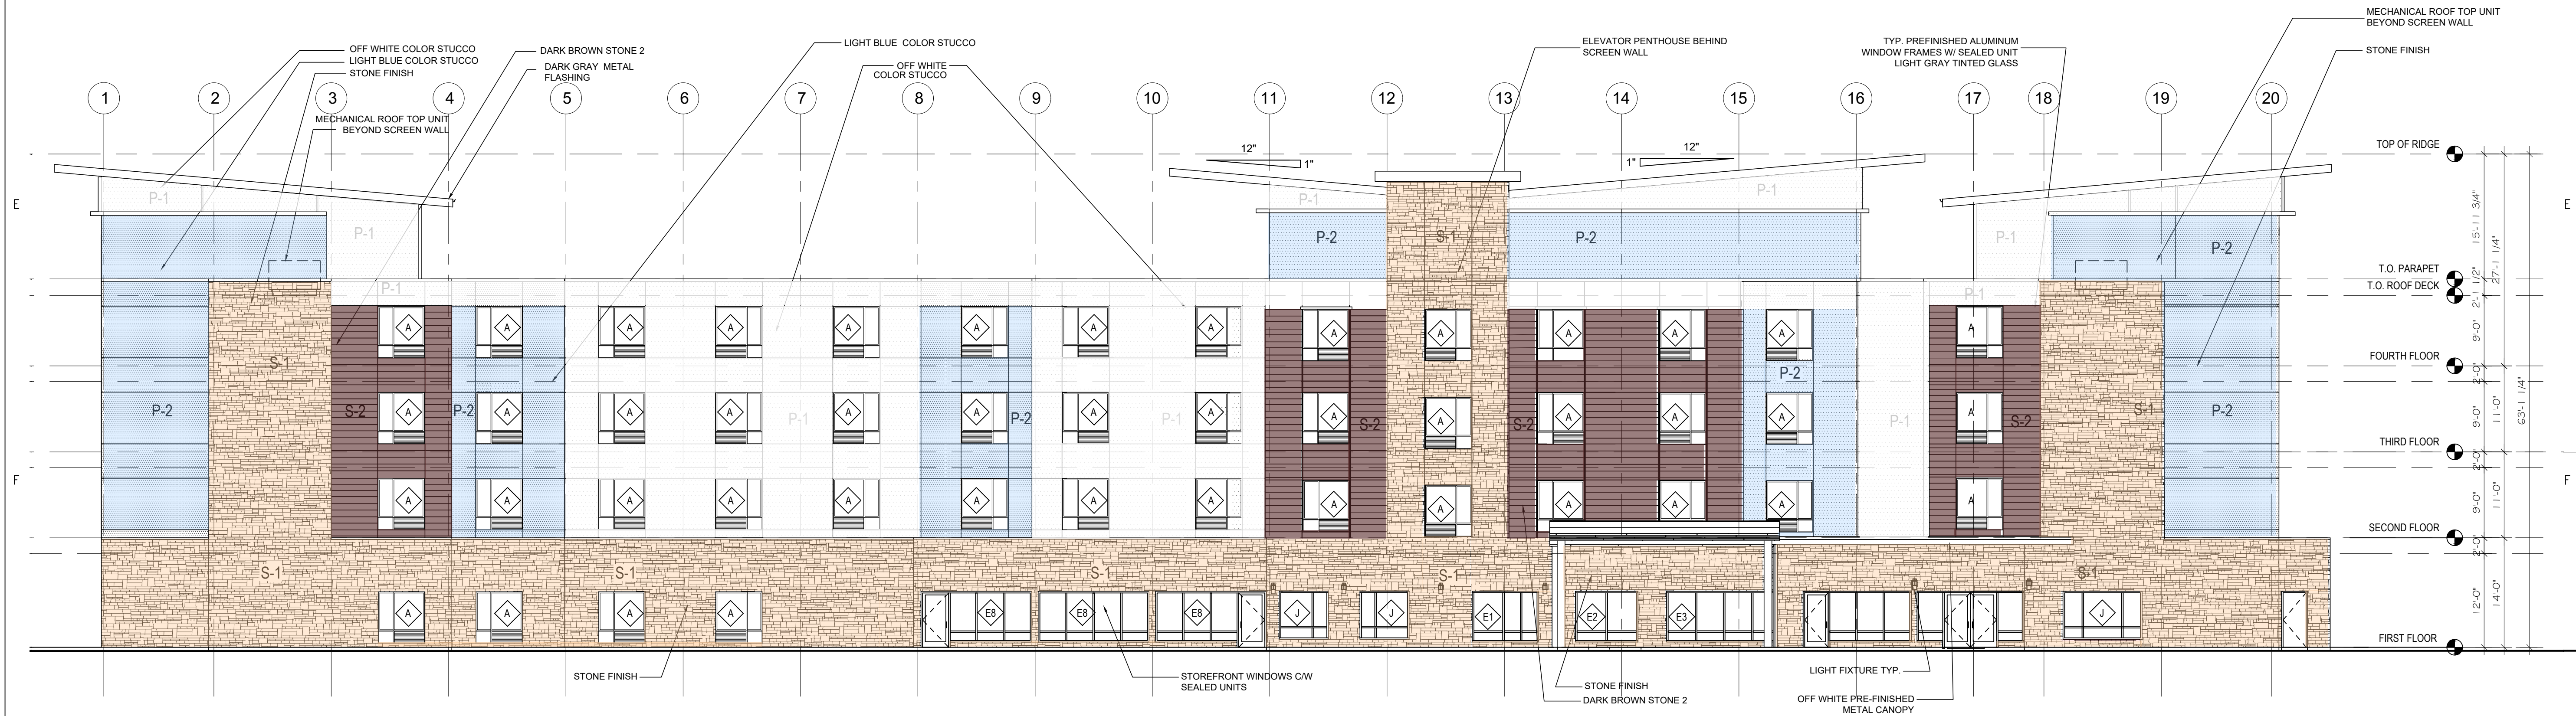 MECHANICAL ROOF TOP UNIT
BEYOND SCREEN WALL
OFF WHITE COLOR STUCCO
LIGHT BLUE COLOR STUCCO
STONE FINISH
DARK BROWN STONE 2
DARK GRAY METAL
FLASHING
LIGHT BLUE COLOR STUCCO
OFF WHITE
COLOR STUCCO
ELEVATOR PENTHOUSE BEHIND
SCREEN WALL
TYP. PREFINISHED ALUMINUM
WINDOW FRAMES W/ SEALED UNIT
LIGHT GRAY TINTED GLASS
STONE FINISH
1 2 3 4 5 6 7 8 9 10 11 12 13 14 15 16 17 18 19 20
MECHANICAL ROOF TOP UNIT
BEYOND SCREEN WALL
12"
1"
12"
1"
TOP OF RIDGE
E
P-1
P-1
P-1
E
P-1
S-1
P-1
P-2
P-2
P-2
15'-11 3/4"
27'-1 1/4"
T.O. PARAPET
T.O. ROOF DECK
2'-1 1/2"
P-1
P-1
A A A A A A A A A A A A A A
9'-0"
S-1
FOURTH FLOOR
2'-0"
P-2
63'-1 1/4"
P-2
S-2
P-2
P-1
P-2
P-1
S-2
S-2
P-1
S-2
S-1
P-2
A A A A A A A A A A A A A A
9'-0"
11'-0"
THIRD FLOOR
2'-0"
F
F
A A A A A A A A A A A A A A
9'-0"
11'-0"
SECOND FLOOR
2'-0"
S-1
S-1
S-1
S-1
S-1
A A A A E8 E8 E8 J J E1 E2 E3 J
12'-0"
14'-0"
FIRST FLOOR
STONE FINISH
STOREFRONT WINDOWS C/W
SEALED UNITS
STONE FINISH
DARK BROWN STONE 2
LIGHT FIXTURE TYP.
OFF WHITE PRE-FINISHED
METAL CANOPY